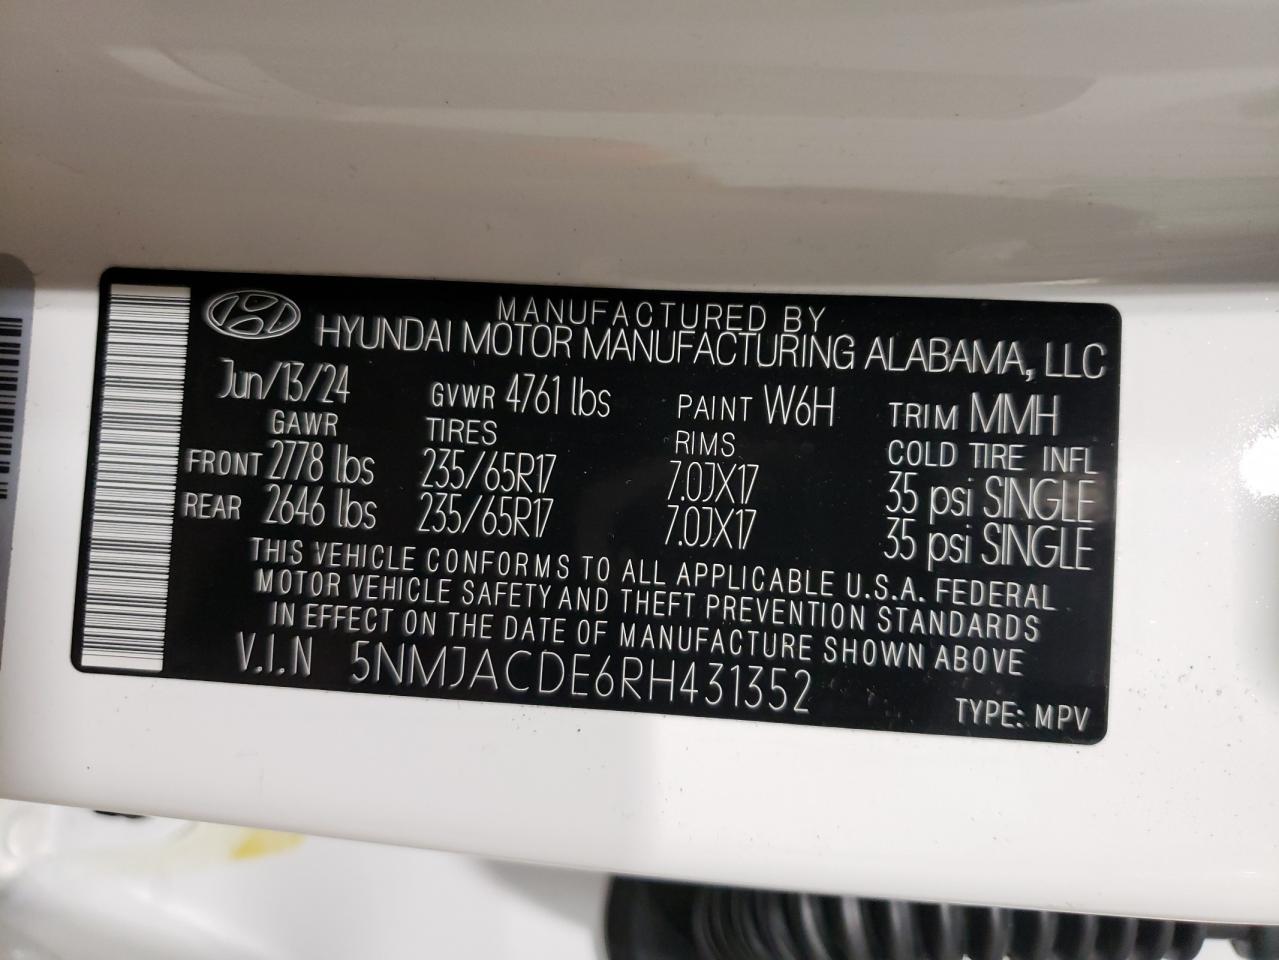 MANUFACTURED BY
HYUNDAI MOTOR MANUFACTURING ALABAMA, LLC
Jun/13/24 GVWR 4761 lbs PAINT W6H TRIM MMH
GAWR TIRES RIMS COLD TIRE INFL
FRONT 2778 lbs 235/65R17 7.0JX17 35 psi SINGLE
REAR 2646 lbs 235/65R17 7.0JX17 35 psi SINGLE
THIS VEHICLE CONFORMS TO ALL APPLICABLE U.S.A. FEDERAL
MOTOR VEHICLE SAFETY AND THEFT PREVENTION STANDARDS
IN EFFECT ON THE DATE OF MANUFACTURE SHOWN ABOVE
V.I.N 5NMJACDE6RH431352
TYPE: MPV